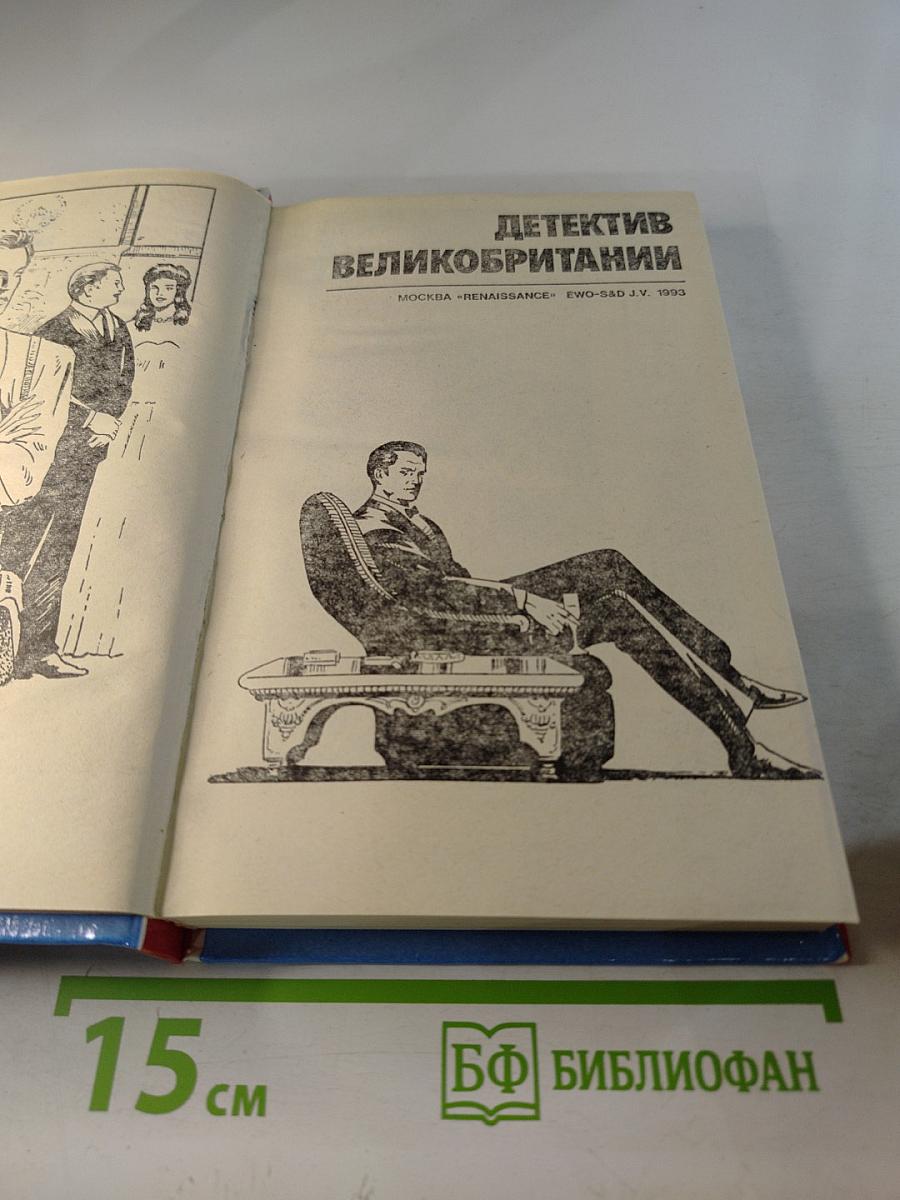 ДЕТЕКТИВ
ВЕЛИКОБРИТАНИИ
МОСКВА «RENAISSANCE» EWO–S&D J.V. 1993
15 см
БФ БИБЛИОФАН